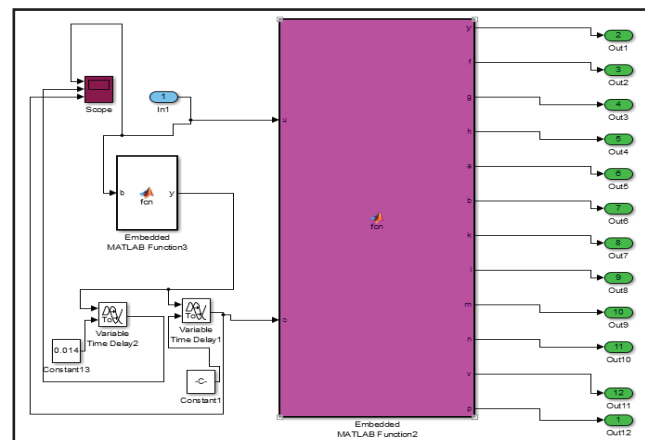 Scope
1
In1
b
y
fcn
Embedded
MATLAB Function3
Variable
Time Delay2
0.014
Constant13
Variable
Time Delay1
-C-
Constant1
u
o
fcn
Embedded
MATLAB Function2
y
f
g
h
a
b
k
l
m
n
v
p
2
Out1
3
Out2
4
Out3
5
Out4
6
Out5
7
Out6
8
Out7
9
Out8
10
Out9
11
Out10
12
Out11
1
Out12